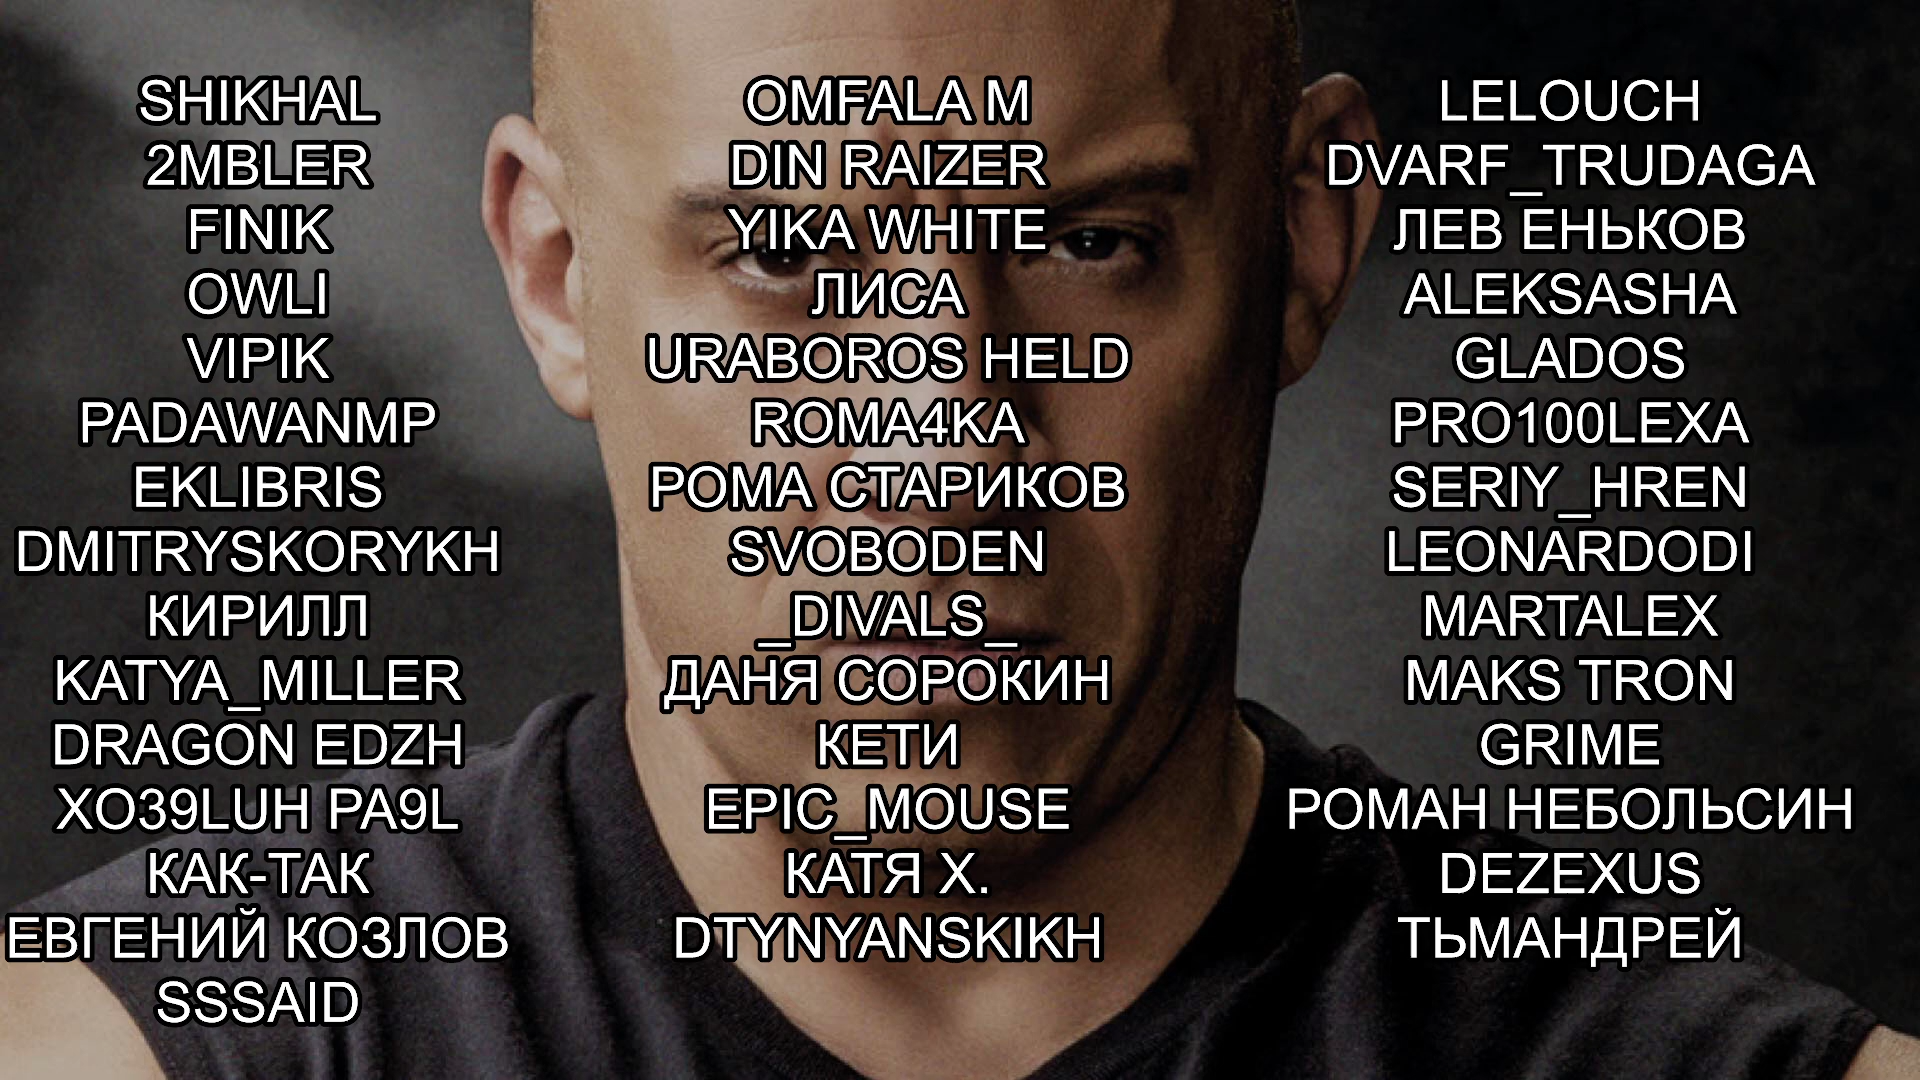 SHIKHAL
2MBLER
FINIK
OWLI
VIPIK
PADAWANMP
EKLIBRIS
DMITRYSKORYKH
КИРИЛЛ
KATYA_MILLER
DRAGON EDZH
XO39LUH PA9L
КАК-ТАК
ЕВГЕНИЙ КОЗЛОВ
SSSAID
OMFALA M
DIN RAIZER
YIKA WHITE
ЛИСА
URABOROS HELD
ROMA4KA
РОМА СТАРИКОВ
SVOBODEN
_DIVALS_
ДАНЯ СОРОКИН
КЕТИ
EPIC_MOUSE
КАТЯ Х.
DTYNYANSKIKH
LELOUCH
DVARF_TRUDAGA
ЛЕВ ЕНЬКОВ
ALEKSASHA
GLADOS
PRO100LEXA
SERIY_HREN
LEONARDODI
MARTALEX
MAKS TRON
GRIME
РОМАН НЕБОЛЬСИН
DEZEXUS
ТЬМАНДРЕЙ